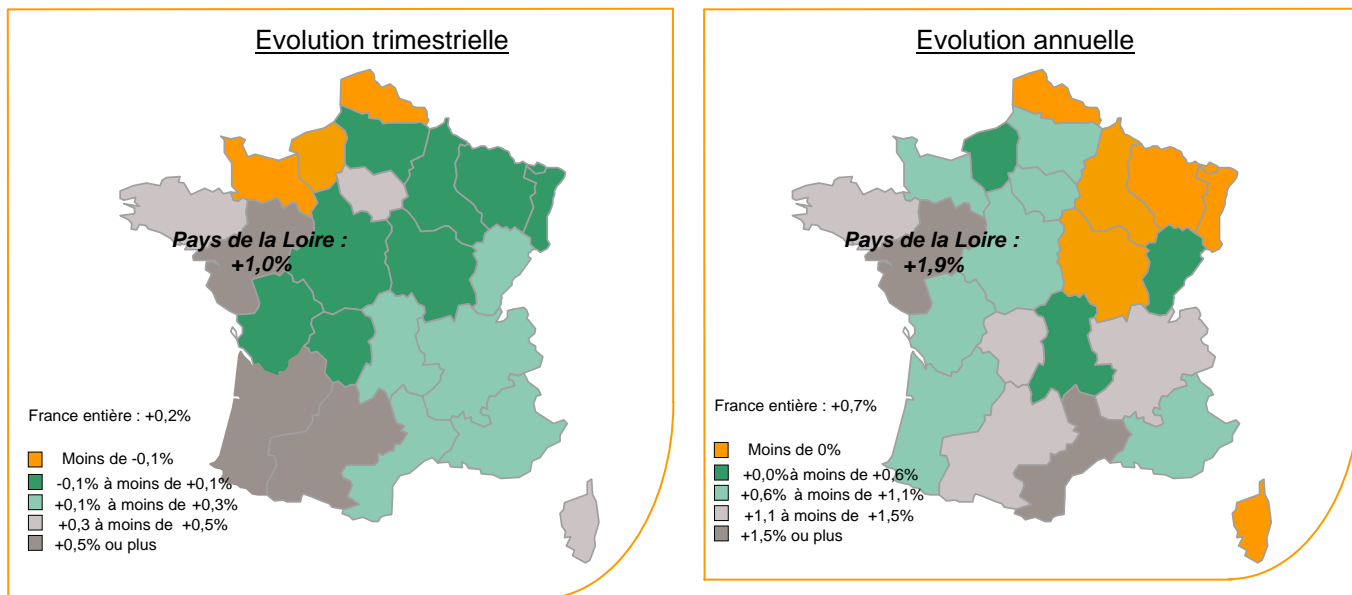 Evolution trimestrielle
Pays de la Loire :
+1,0%
France entière : +0,2%
Moins de -0,1%
-0,1% à moins de +0,1%
+0,1% à moins de +0,3%
+0,3 à moins de +0,5%
+0,5% ou plus
Evolution annuelle
Pays de la Loire :
+1,9%
France entière : +0,7%
Moins de 0%
+0,0%à moins de +0,6%
+0,6% à moins de +1,1%
+1,1 à moins de +1,5%
+1,5% ou plus